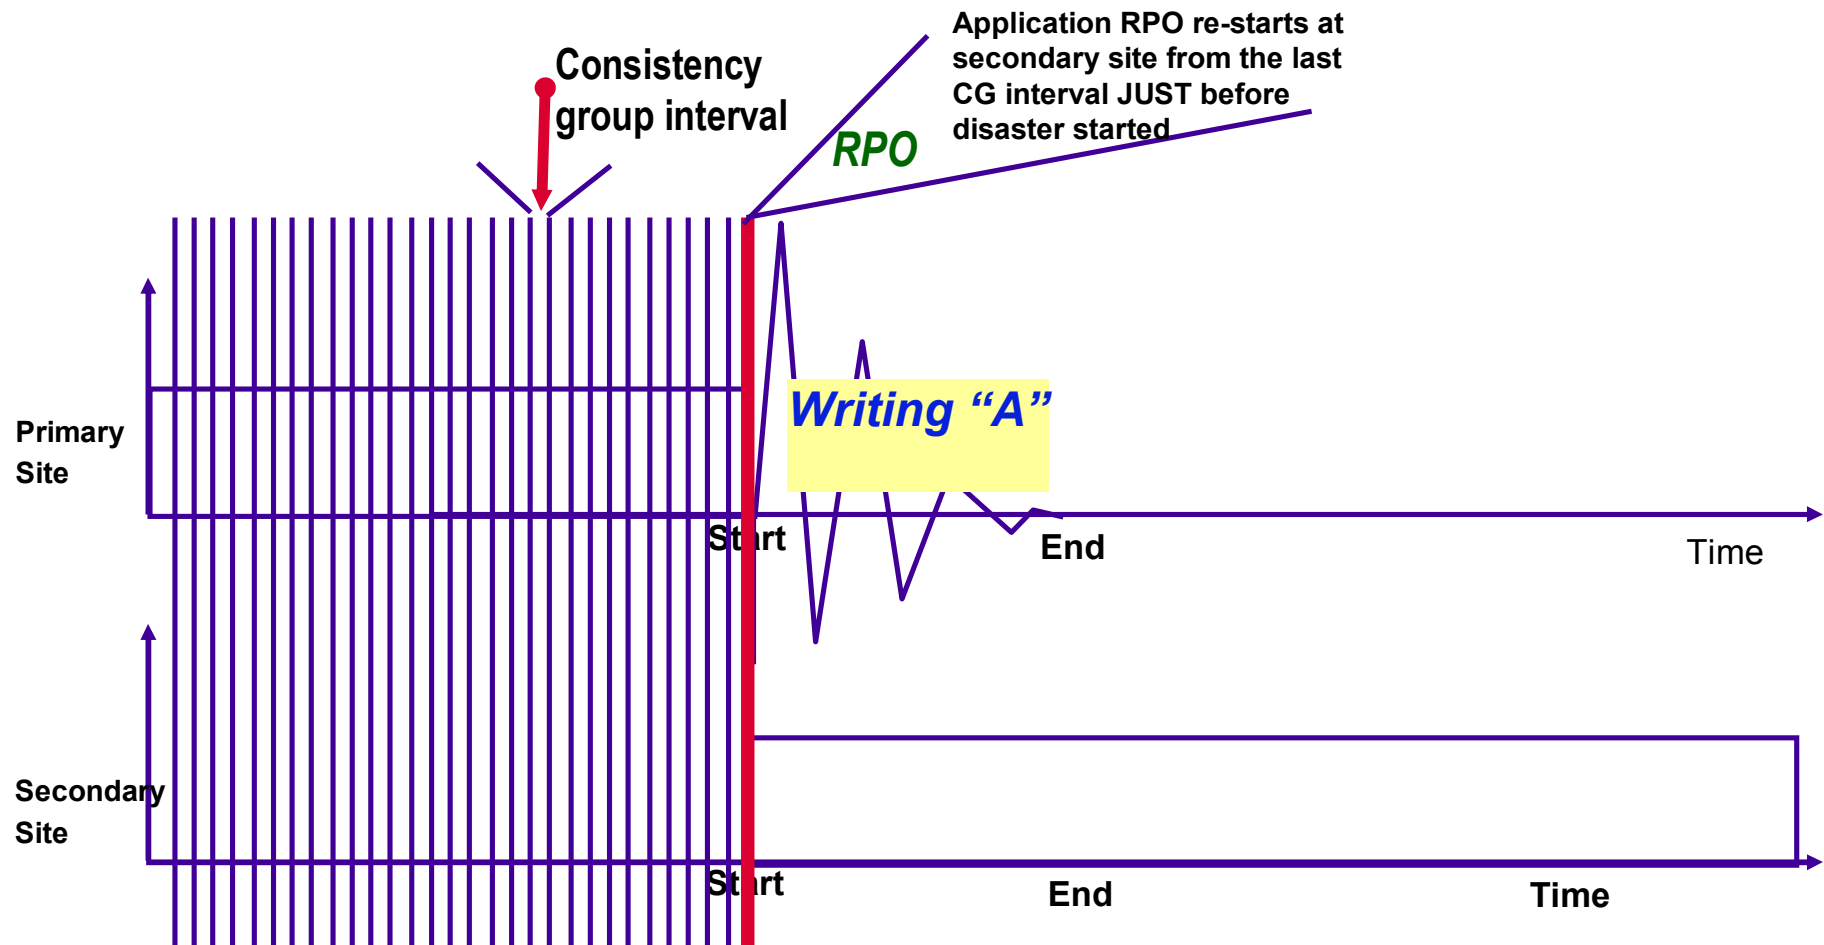 Application RPO re-starts at
secondary site from the last
CG interval JUST before
disaster started
Consistency
group interval
RPO
Writing “A”
Primary
Site
Start
End
Time
Secondary
Site
Start
End
Time